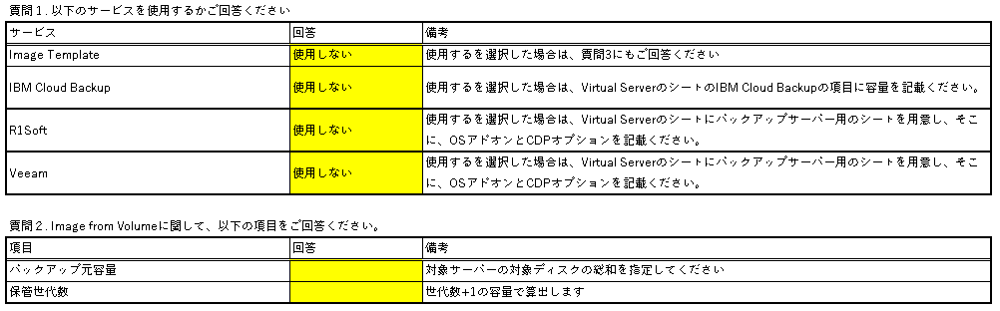 質問１. 以下のサービスを使用するかご回答ください
サービス 回答 備考
Image Template 使用しない 使用するを選択した場合は、質問3にもご回答ください
IBM Cloud Backup 使用しない 使用するを選択した場合は、Virtual ServerのシートのIBM Cloud Backupの項目に容量を記載ください。
R1Soft 使用しない 使用するを選択した場合は、Virtual Serverのシートにバックアップサーバー用のシートを用意し、そこ
に、OSアドオンとCDPオプションを記載ください。
Veeam 使用しない 使用するを選択した場合は、Virtual Serverのシートにバックアップサーバー用のシートを用意し、そこ
に、OSアドオンとCDPオプションを記載ください。
質問２. Image from Volumeに関して、以下の項目をご回答ください。
項目 回答 備考
バックアップ元容量 対象サーバーの対象ディスクの総和を指定してください
保管世代数 世代数+1の容量で算出します